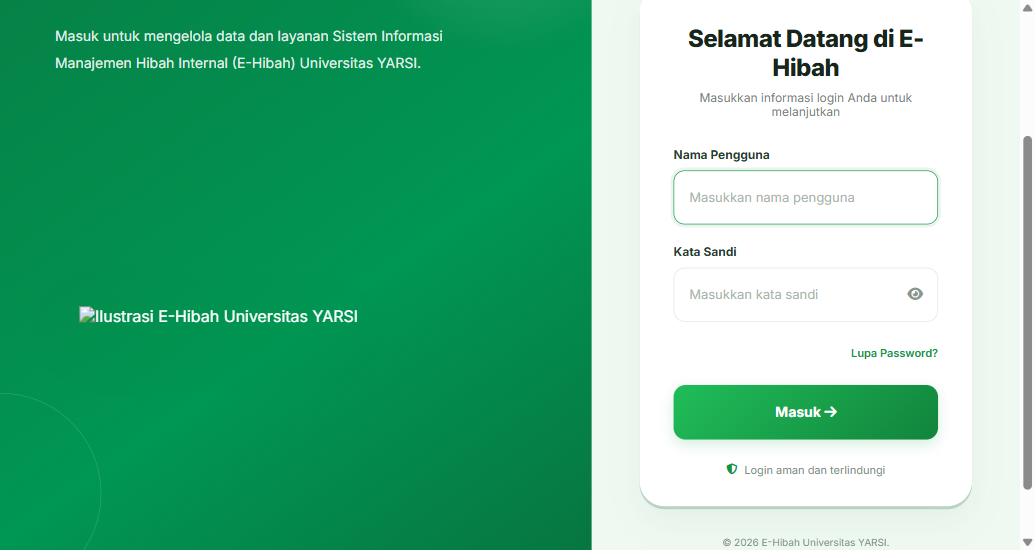 Masuk untuk mengelola data dan layanan Sistem Informasi
Manajemen Hibah Internal (E-Hibah) Universitas YARSI.
Ilustrasi E-Hibah Universitas YARSI
Selamat Datang di E-
Hibah
Masukkan informasi login Anda untuk
melanjutkan
Nama Pengguna
Masukkan nama pengguna
Kata Sandi
Masukkan kata sandi
Lupa Password?
Masuk
Login aman dan terlindungi
© 2026 E-Hibah Universitas YARSI.